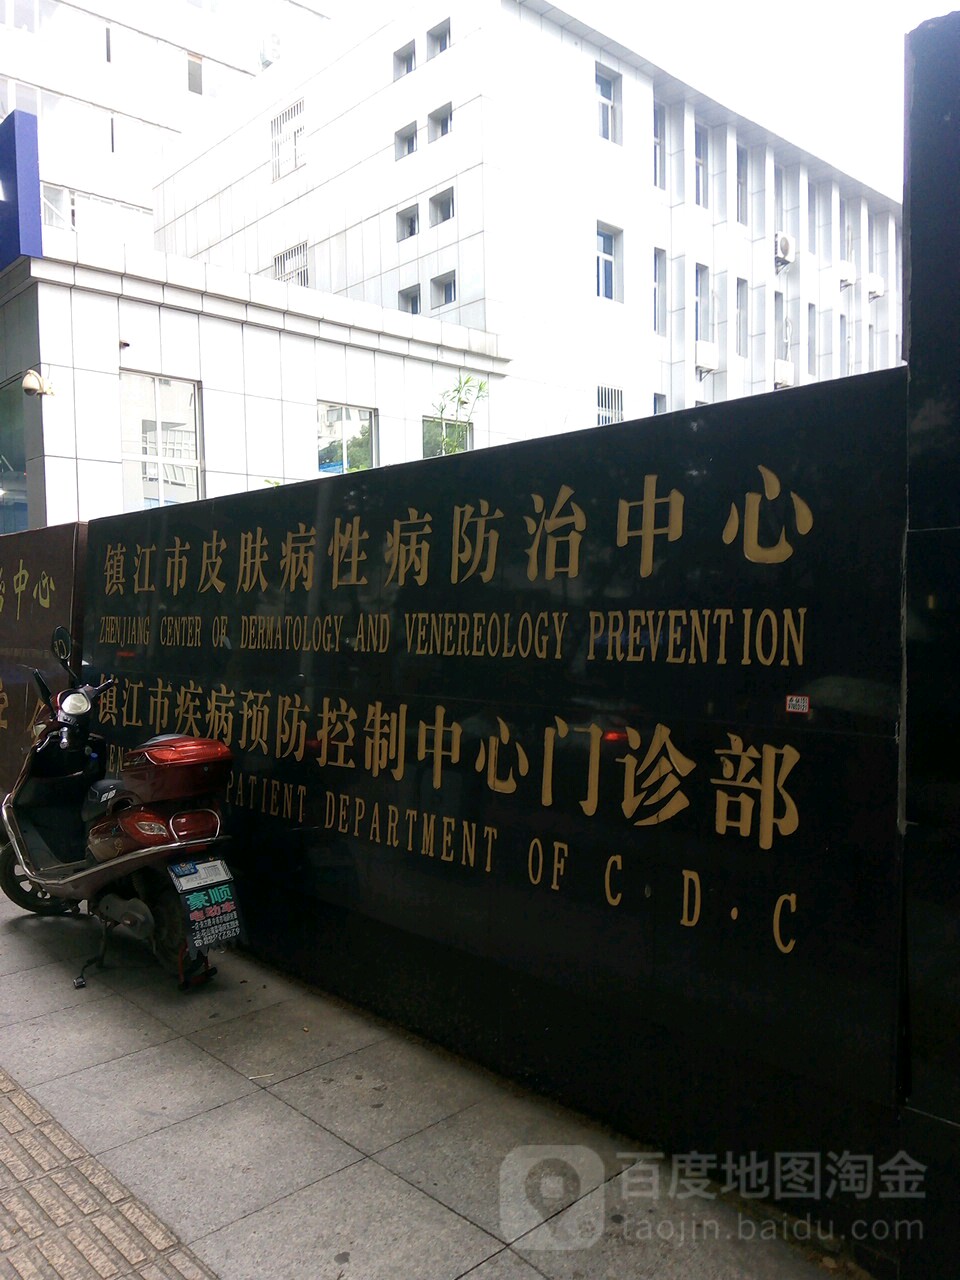 镇江市皮肤病性病防治中心
ZHENJIANG CENTER OF DERMATOLOGY AND VENEREOLOGY PREVENTION
镇江市疾病预防控制中心门诊部
PATIENT DEPARTMENT OF C·D·C
中心
豪顺
电动车
百度地图淘金
taojin.baidu.com